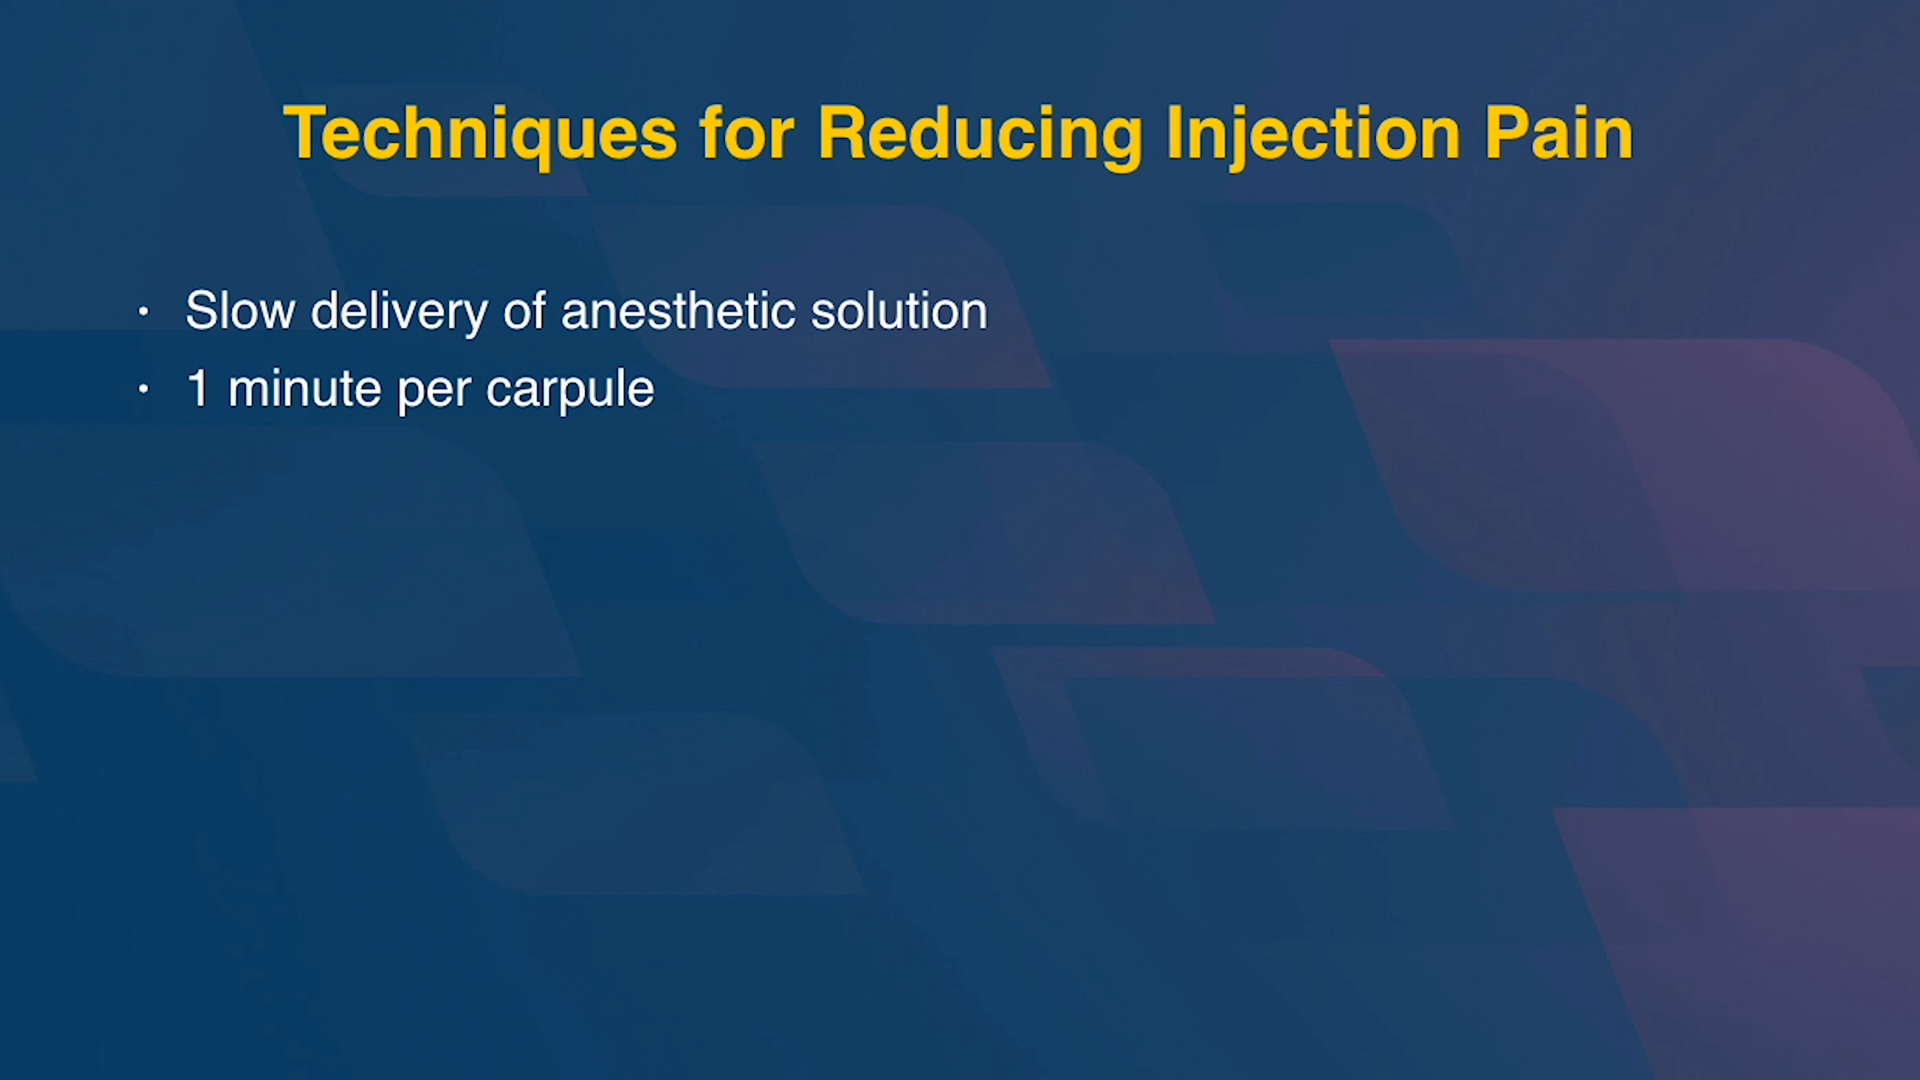 Techniques for Reducing Injection Pain
· Slow delivery of anesthetic solution
· 1 minute per carpule